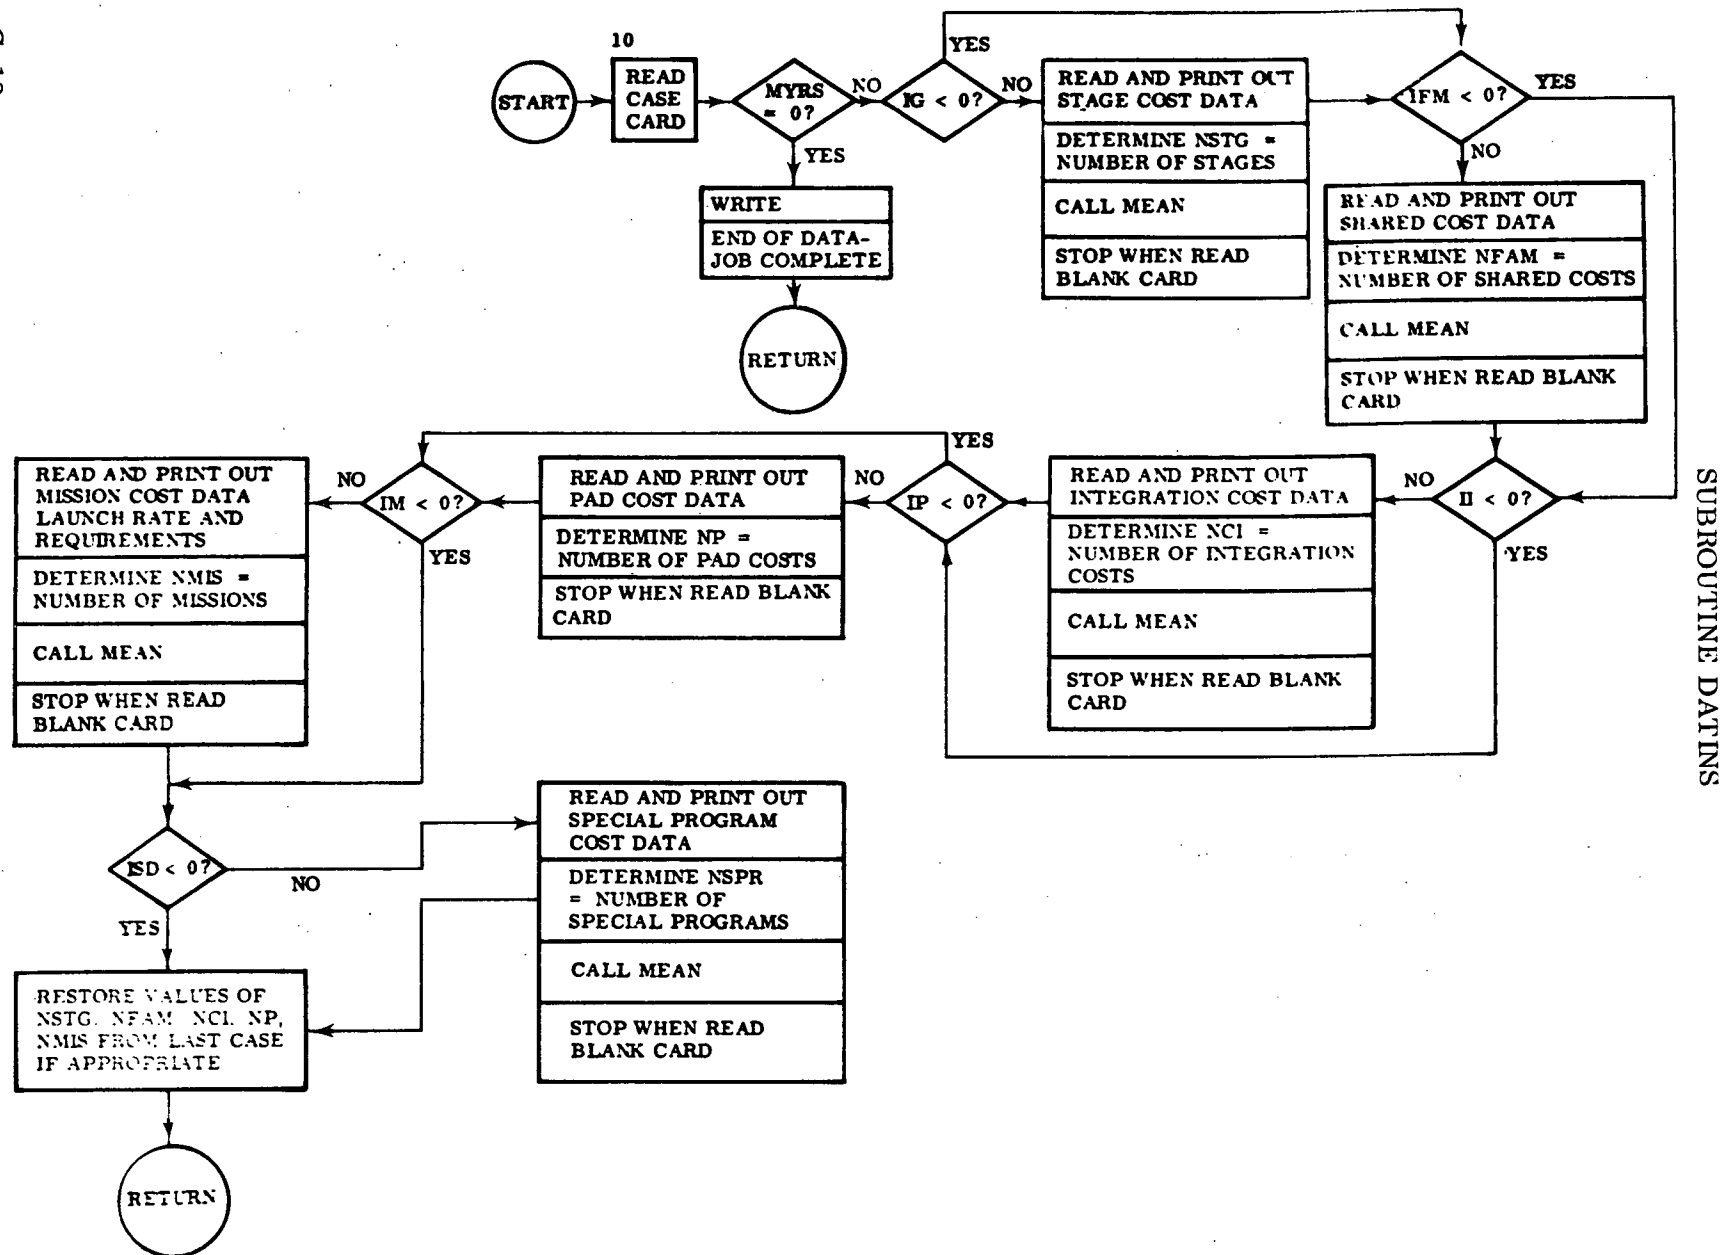 10
START
READ
CASE
CARD
MYRS
= 0?
NO
YES
WRITE
END OF DATA-
JOB COMPLETE
RETURN
IG < 0?
YES
NO
READ AND PRINT OUT
STAGE COST DATA
DETERMINE NSTG =
NUMBER OF STAGES
CALL MEAN
STOP WHEN READ
BLANK CARD
IFM < 0?
YES
NO
READ AND PRINT OUT
SHARED COST DATA
DETERMINE NFAM =
NUMBER OF SHARED COSTS
CALL MEAN
STOP WHEN READ BLANK
CARD
II < 0?
NO
YES
READ AND PRINT OUT
INTEGRATION COST DATA
DETERMINE NCI =
NUMBER OF INTEGRATION
COSTS
CALL MEAN
STOP WHEN READ BLANK
CARD
IP < 0?
YES
NO
READ AND PRINT OUT
PAD COST DATA
DETERMINE NP =
NUMBER OF PAD COSTS
STOP WHEN READ BLANK
CARD
IM < 0?
NO
YES
READ AND PRINT OUT
MISSION COST DATA
LAUNCH RATE AND
REQUIREMENTS
DETERMINE NMIS =
NUMBER OF MISSIONS
CALL MEAN
STOP WHEN READ
BLANK CARD
ISD < 0?
NO
YES
READ AND PRINT OUT
SPECIAL PROGRAM
COST DATA
DETERMINE NSPR
= NUMBER OF
SPECIAL PROGRAMS
CALL MEAN
STOP WHEN READ
BLANK CARD
RESTORE VALUES OF
NSTG, NFAM, NCI, NP,
NMIS FROM LAST CASE
IF APPROPRIATE
RETURN
SUBROUTINE DATINS